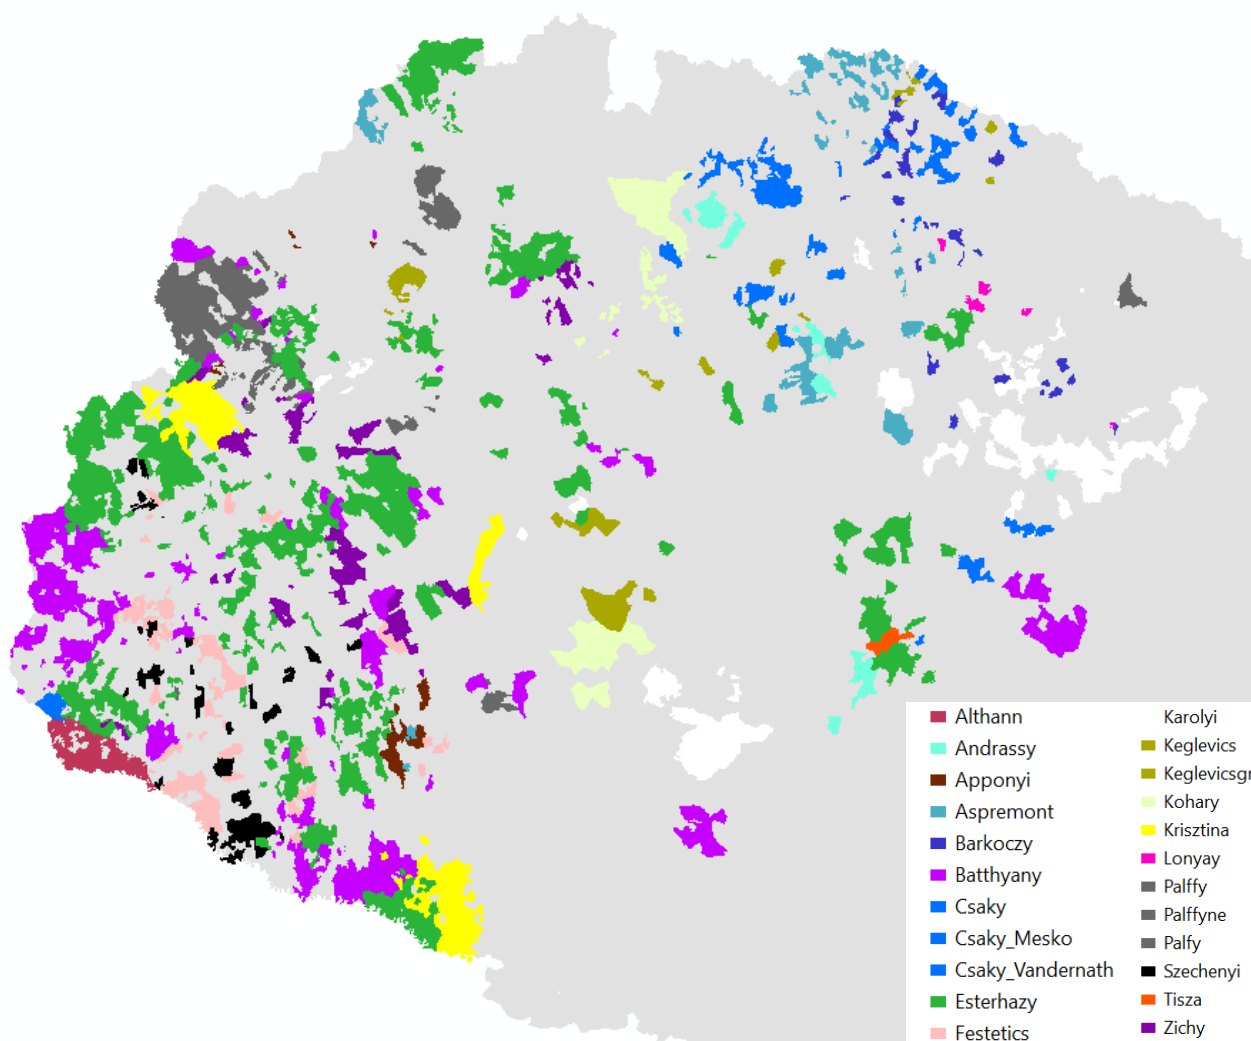 Althann
Andrassy
Apponyi
Aspremont
Barkoczy
Batthyany
Csaky
Csaky_Mesko
Csaky_Vandernath
Esterhazy
Festetics
Karolyi
Keglevics
Keglevicsgr
Kohary
Krisztina
Lonyay
Palffy
Palffyne
Palfy
Szechenyi
Tisza
Zichy